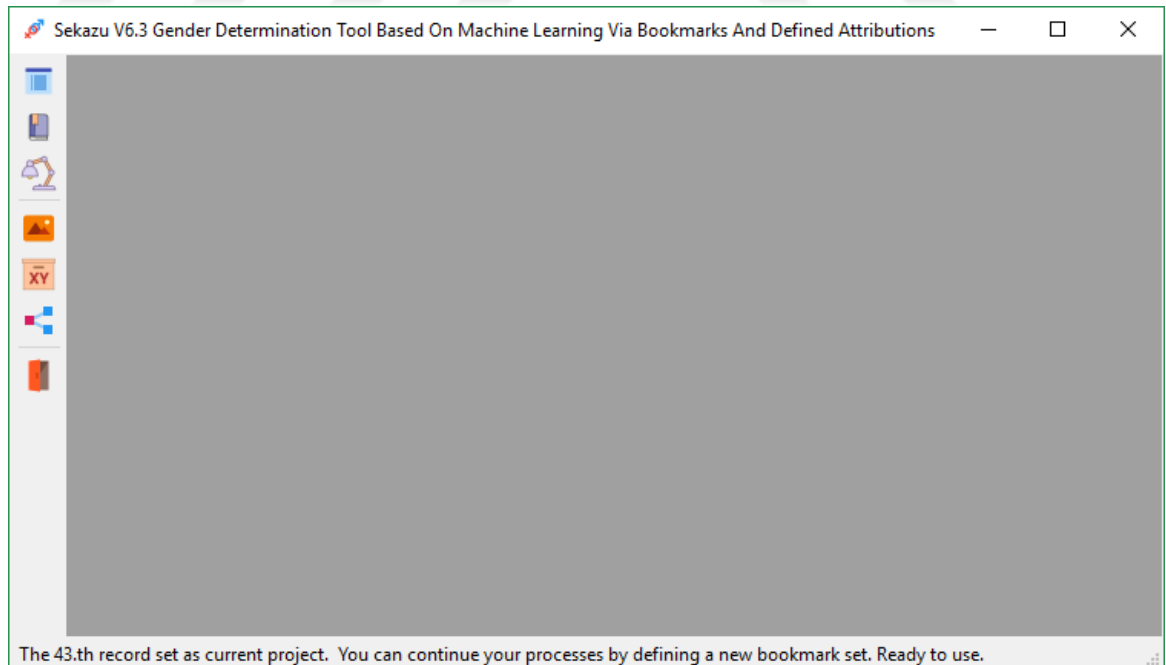 Sekazu V6.3 Gender Determination Tool Based On Machine Learning Via Bookmarks And Defined Attributions
XY
The 43.th record set as current project.  You can continue your processes by defining a new bookmark set. Ready to use.